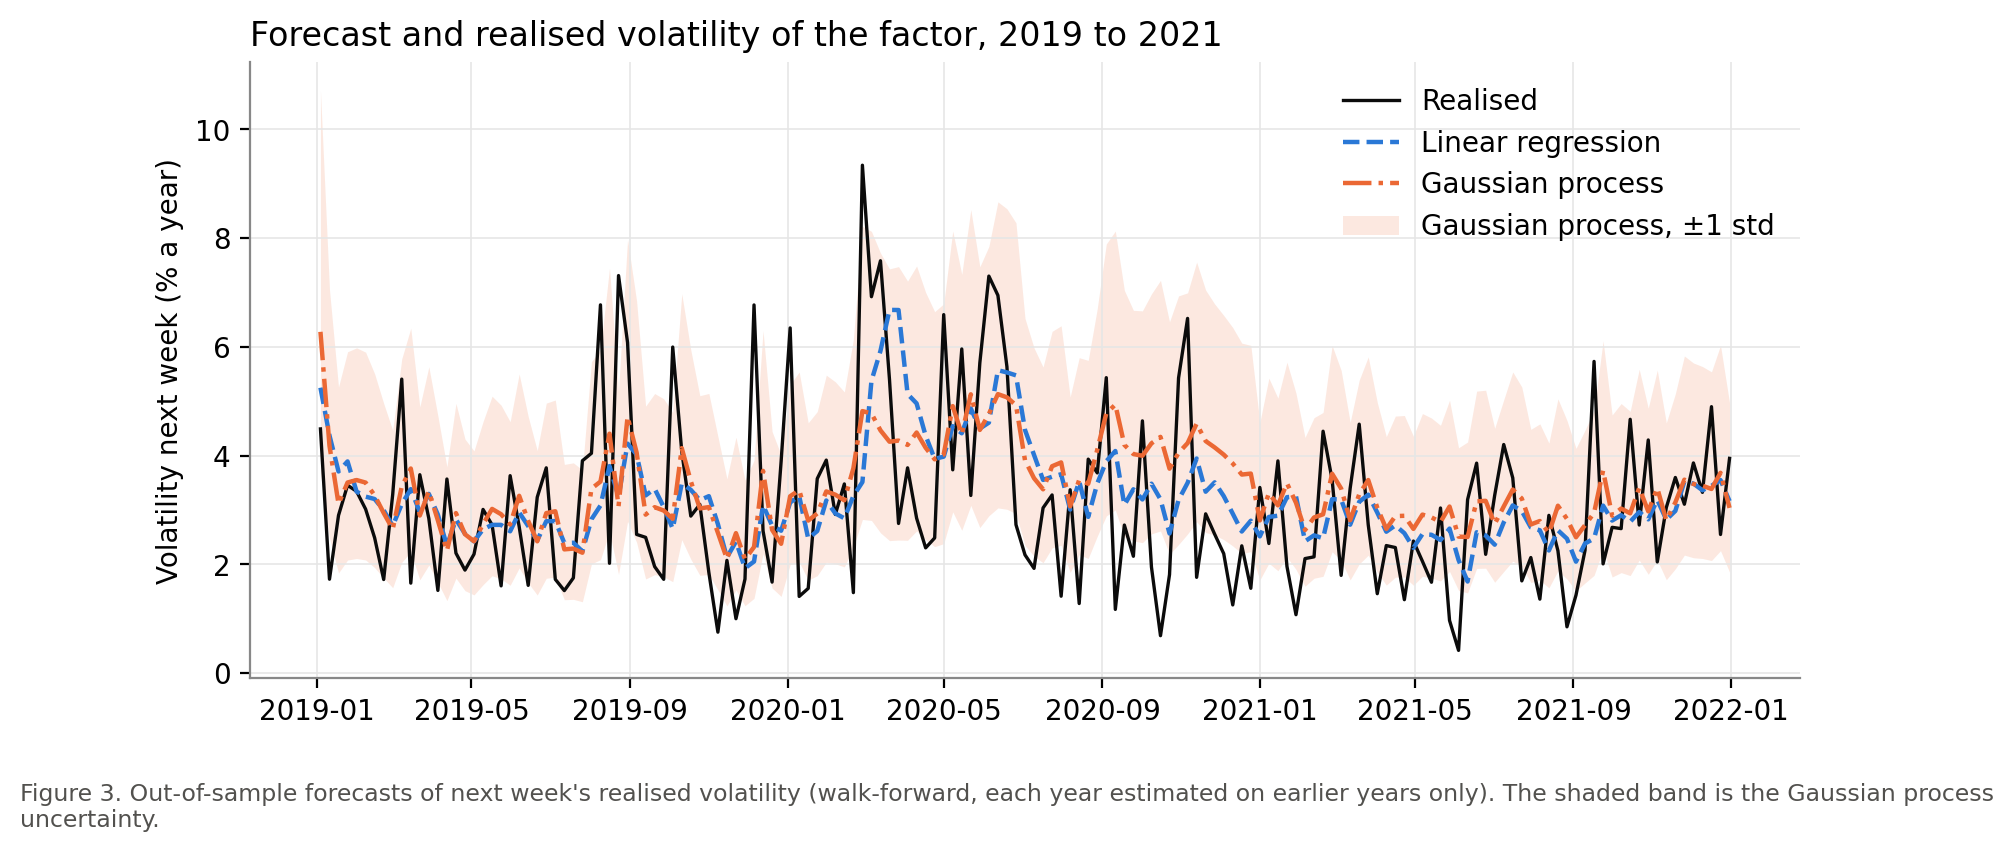 Forecast and realised volatility of the factor, 2019 to 2021
Volatility next week (% a year)
10
8
6
4
2
0
Realised
Linear regression
Gaussian process
Gaussian process, ±1 std
2019-01 2019-05 2019-09 2020-01 2020-05 2020-09 2021-01 2021-05 2021-09 2022-01
Figure 3. Out-of-sample forecasts of next week's realised volatility (walk-forward, each year estimated on earlier years only). The shaded band is the Gaussian process
uncertainty.